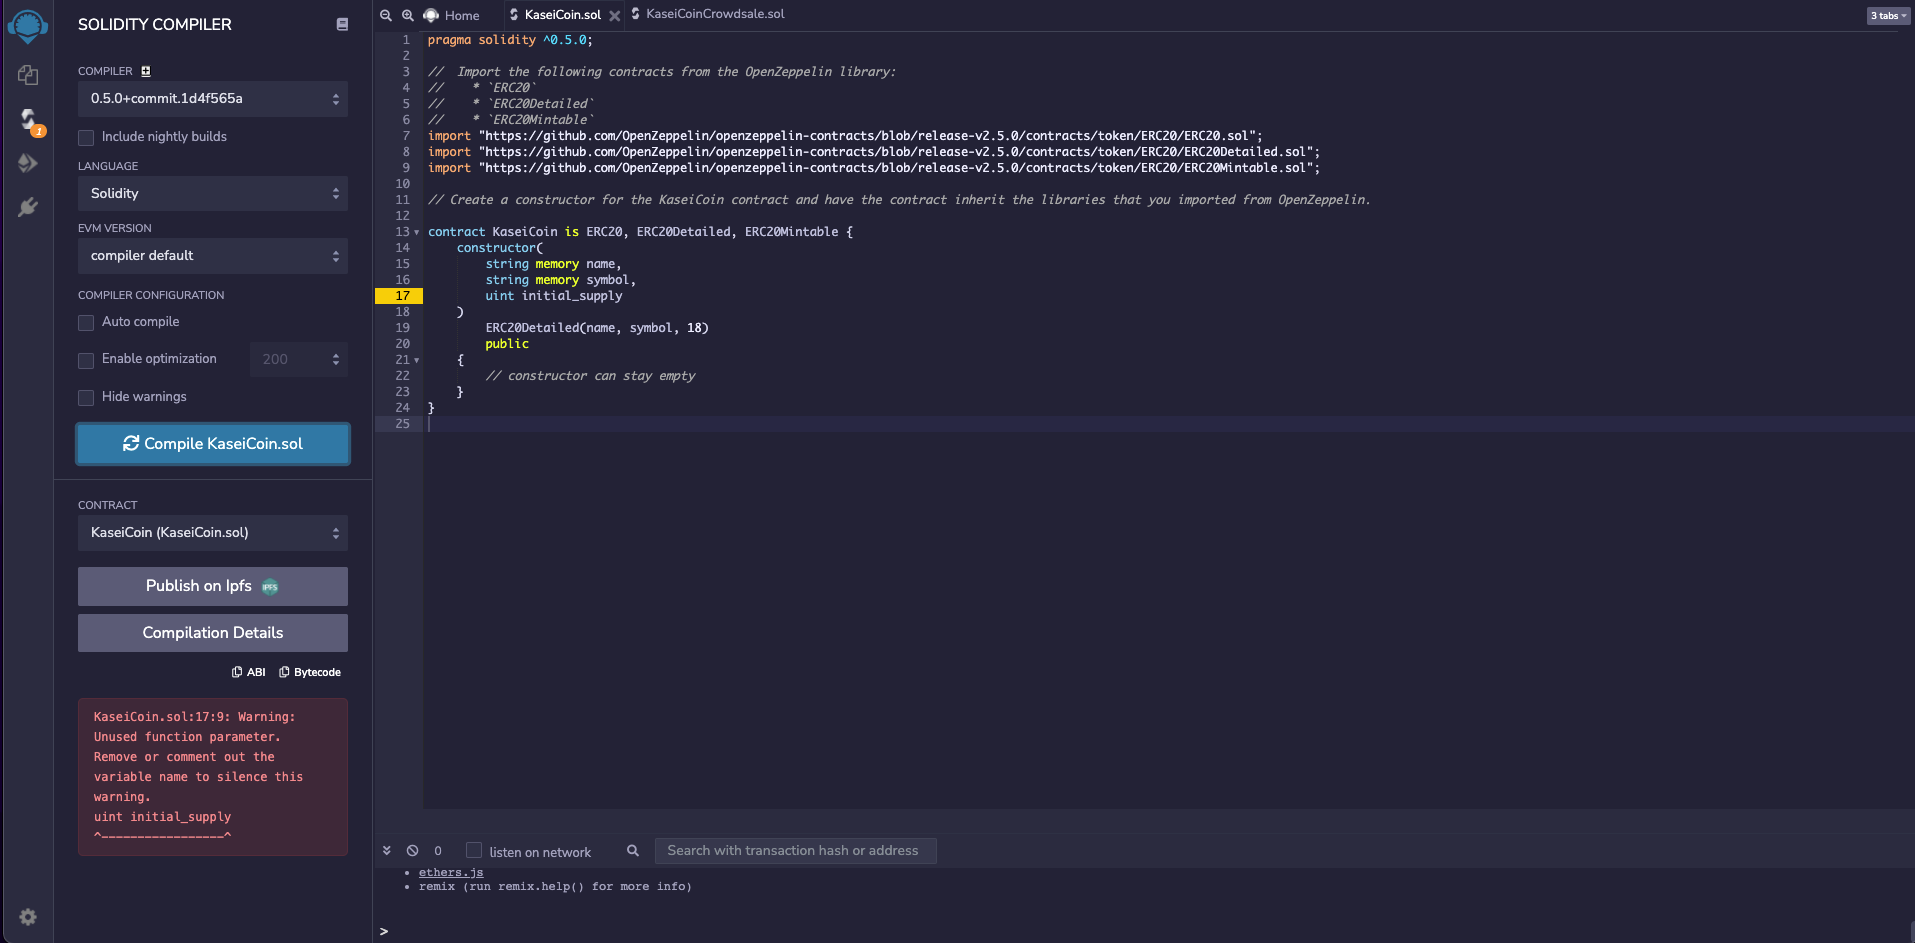 SOLIDITY COMPILER
COMPILER
0.5.0+commit.1d4f565a
Include nightly builds
LANGUAGE
Solidity
EVM VERSION
compiler default
COMPILER CONFIGURATION
Auto compile
Enable optimization 200
Hide warnings
Compile KaseiCoin.sol
CONTRACT
KaseiCoin (KaseiCoin.sol)
Publish on Ipfs IPFS
Compilation Details
ABI Bytecode
KaseiCoin.sol:17:9: Warning:
Unused function parameter.
Remove or comment out the
variable name to silence this
warning.
uint initial_supply
^-----------------^
1
Home KaseiCoin.sol KaseiCoinCrowdsale.sol 3 tabs
1 pragma solidity ^0.5.0;
2
3 //  Import the following contracts from the OpenZeppelin library:
4 //    * `ERC20`
5 //    * `ERC20Detailed`
6 //    * `ERC20Mintable`
7 import "https://github.com/OpenZeppelin/openzeppelin-contracts/blob/release-v2.5.0/contracts/token/ERC20/ERC20.sol";
8 import "https://github.com/OpenZeppelin/openzeppelin-contracts/blob/release-v2.5.0/contracts/token/ERC20/ERC20Detailed.sol";
9 import "https://github.com/OpenZeppelin/openzeppelin-contracts/blob/release-v2.5.0/contracts/token/ERC20/ERC20Mintable.sol";
10
11 // Create a constructor for the KaseiCoin contract and have the contract inherit the libraries that you imported from OpenZeppelin.
12
13 contract KaseiCoin is ERC20, ERC20Detailed, ERC20Mintable {
14     constructor(
15         string memory name,
16         string memory symbol,
17         uint initial_supply
18     )
19         ERC20Detailed(name, symbol, 18)
20         public
21     {
22         // constructor can stay empty
23     }
24 }
25
0 listen on network Search with transaction hash or address
• ethers.js
• remix (run remix.help() for more info)
>